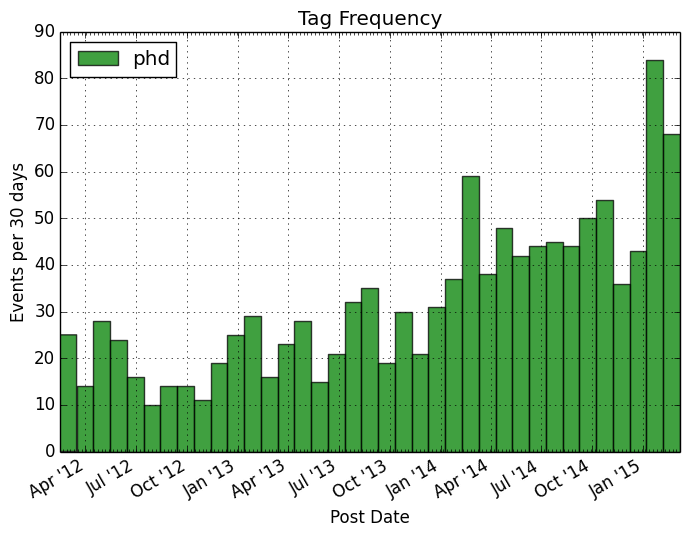 Tag Frequency
phd
Events per 30 days
90
80
70
60
50
40
30
20
10
0
Apr '12
Jul '12
Oct '12
Jan '13
Apr '13
Jul '13
Oct '13
Jan '14
Apr '14
Jul '14
Oct '14
Jan '15
Post Date